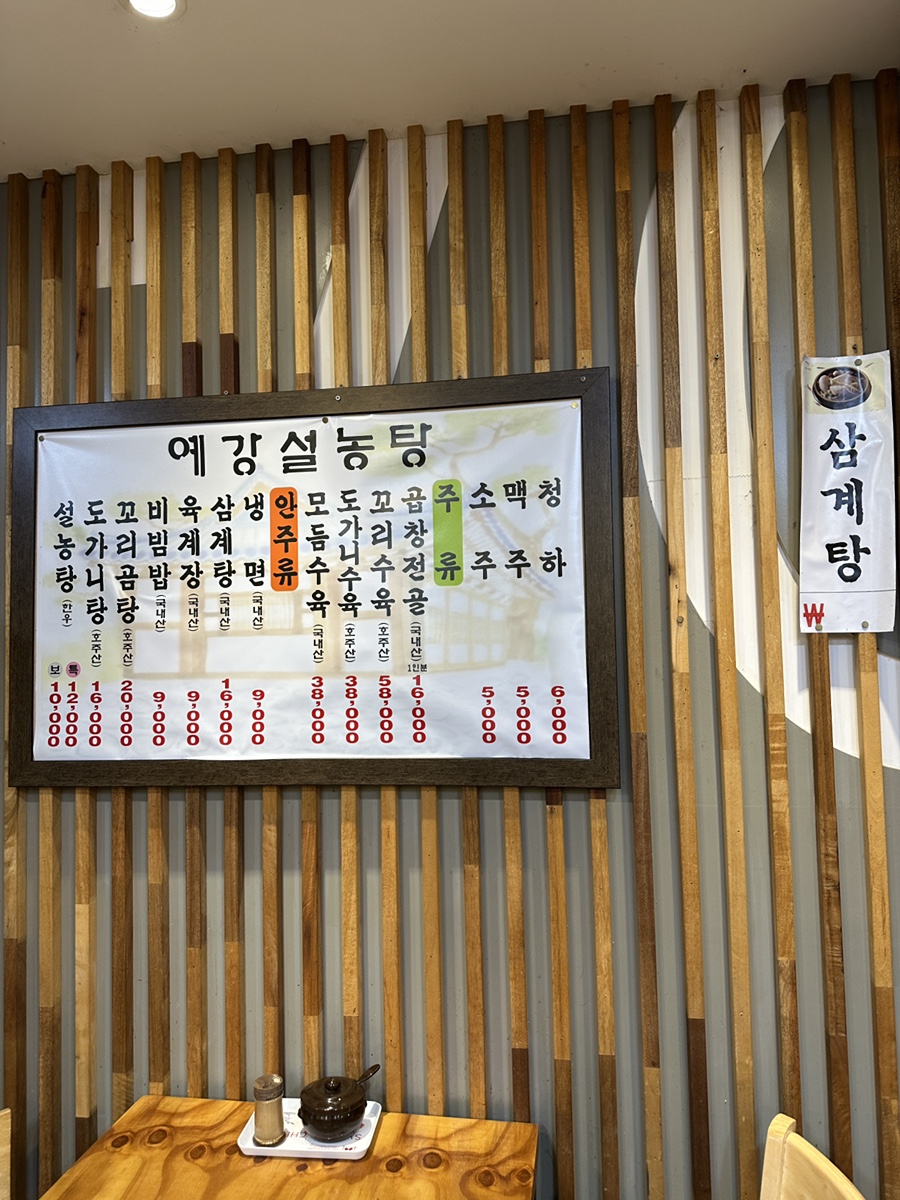 예강설농탕
설농탕 (한우) 보 10,000 특 12,000
도가니탕 (호주산) 16,000
꼬리곰탕 (호주산) 20,000
비빔밥 (국내산) 9,000
육계장 (국내산) 9,000
삼계탕 (국내산) 16,000
냉면 (국내산) 9,000
안주류
모듬수육 (국내산) 38,000
도가니수육 (호주산) 38,000
꼬리수육 (호주산) 58,000
곱창전골 (국내산) 1인분 16,000
주류
소주 5,000
맥주 5,000
청하 6,000
삼계탕
₩